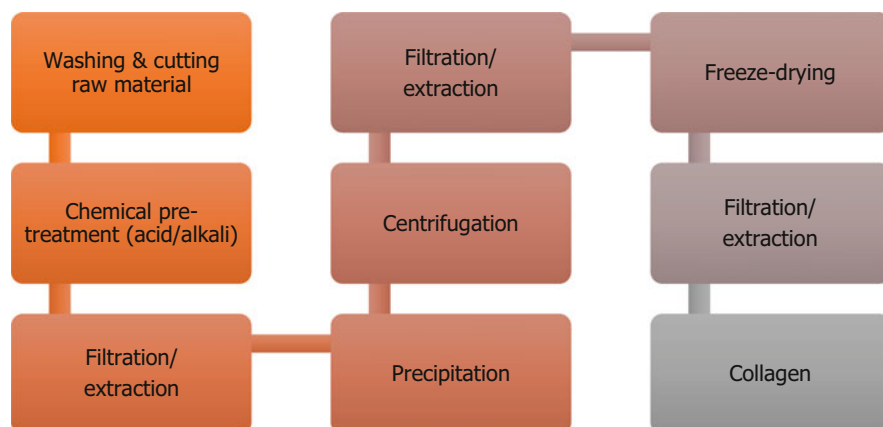 Washing & cutting
raw material
Chemical pre-
treatment (acid/alkali)
Filtration/
extraction
Precipitation
Centrifugation
Filtration/
extraction
Freeze-drying
Filtration/
extraction
Collagen